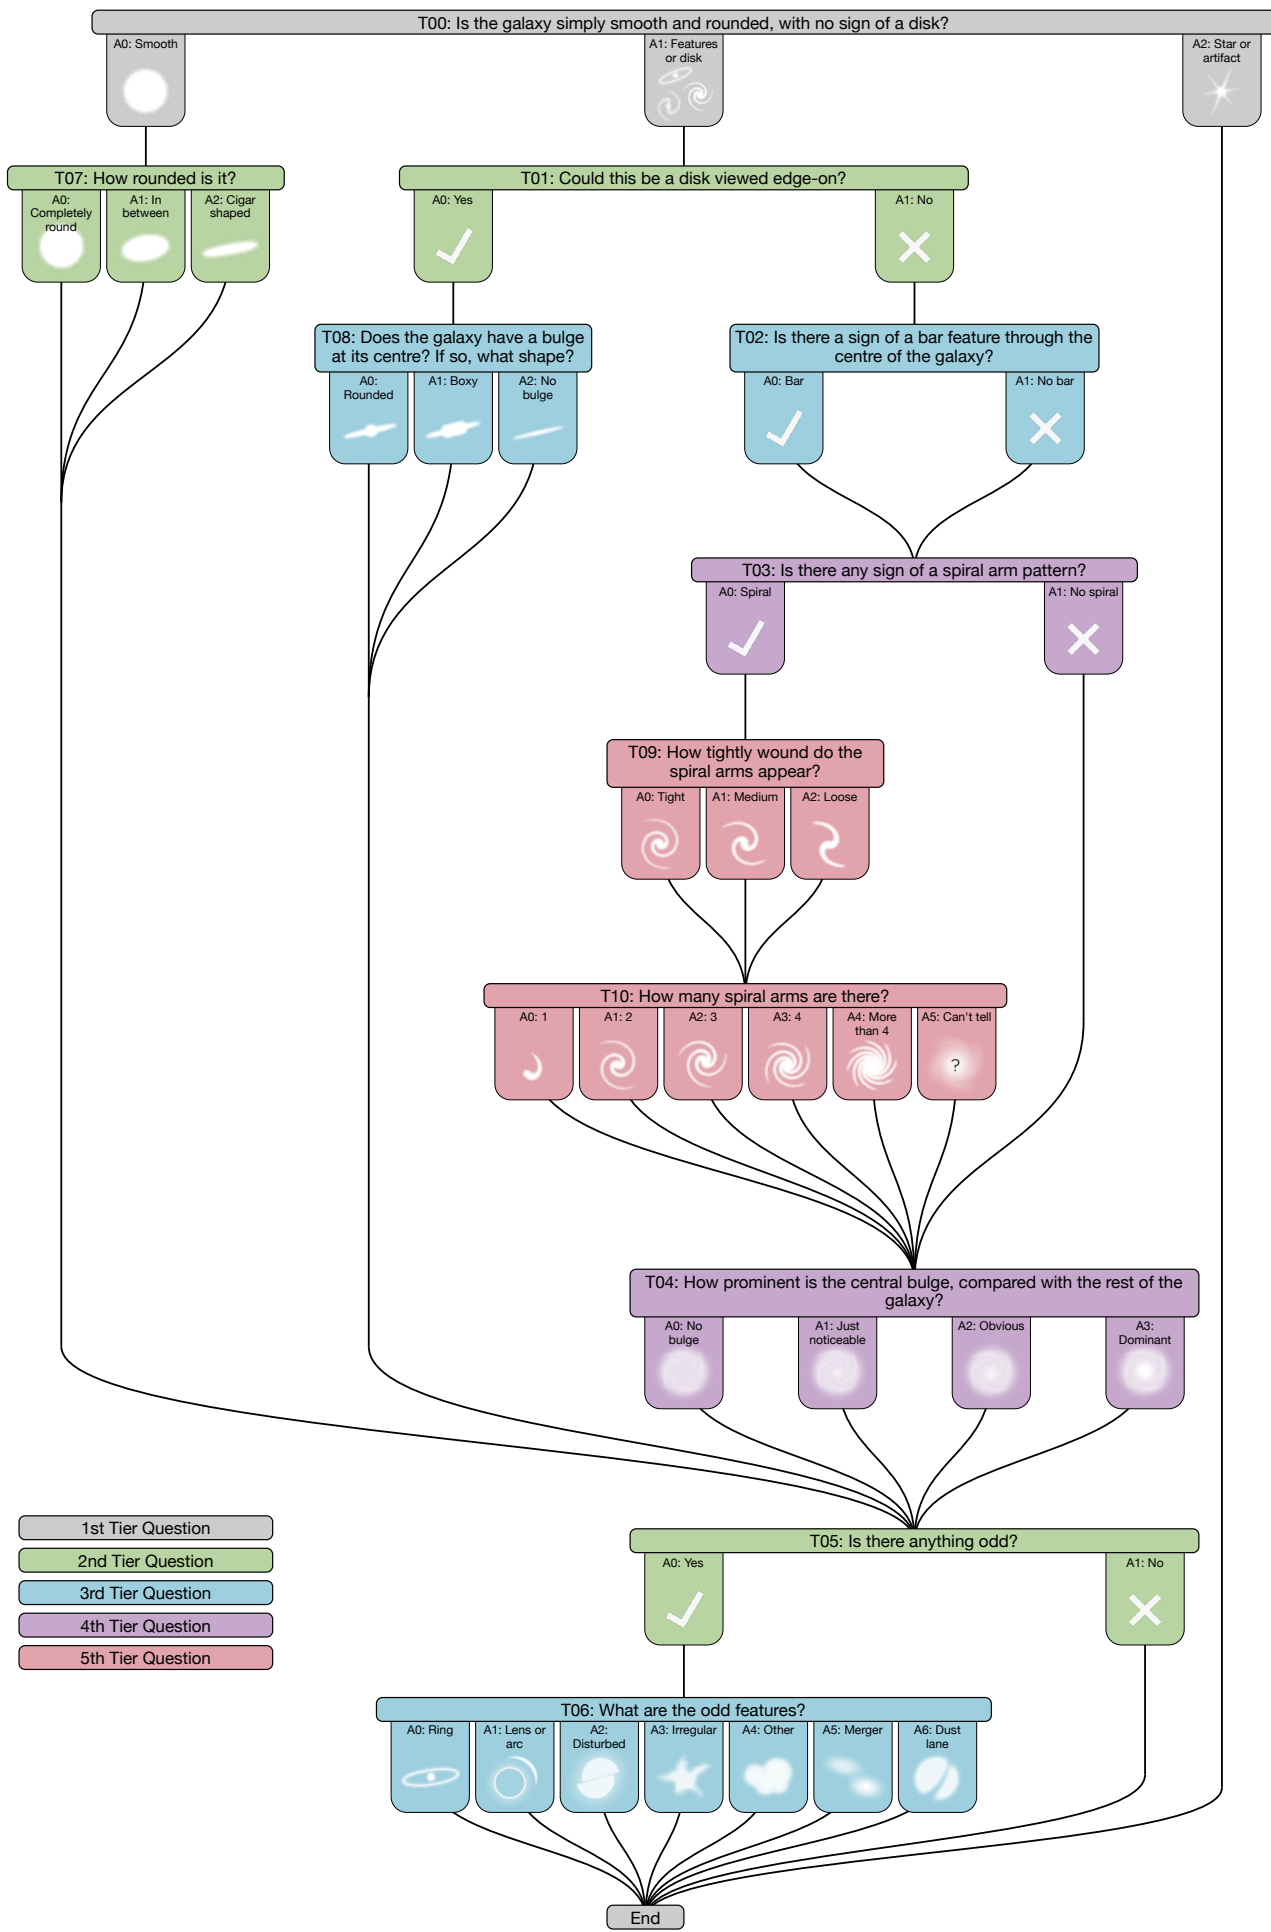 T00: Is the galaxy simply smooth and rounded, with no sign of a disk?
A0: Smooth
A1: Features
or disk
A2: Star or
artifact
T07: How rounded is it?
A0:
Completely
round
A1: In
between
A2: Cigar
shaped
T01: Could this be a disk viewed edge-on?
A0: Yes
A1: No
T08: Does the galaxy have a bulge
at its centre? If so, what shape?
A0:
Rounded
A1: Boxy
A2: No
bulge
T02: Is there a sign of a bar feature through the
centre of the galaxy?
A0: Bar
A1: No bar
T03: Is there any sign of a spiral arm pattern?
A0: Spiral
A1: No spiral
T09: How tightly wound do the
spiral arms appear?
A0: Tight
A1: Medium
A2: Loose
T10: How many spiral arms are there?
A0: 1
A1: 2
A2: 3
A3: 4
A4: More
than 4
A5: Can't tell
?
T04: How prominent is the central bulge, compared with the rest of the
galaxy?
A0: No
bulge
A1: Just
noticeable
A2: Obvious
A3:
Dominant
1st Tier Question
2nd Tier Question
3rd Tier Question
4th Tier Question
5th Tier Question
T05: Is there anything odd?
A0: Yes
A1: No
T06: What are the odd features?
A0: Ring
A1: Lens or
arc
A2:
Disturbed
A3: Irregular
A4: Other
A5: Merger
A6: Dust
lane
End